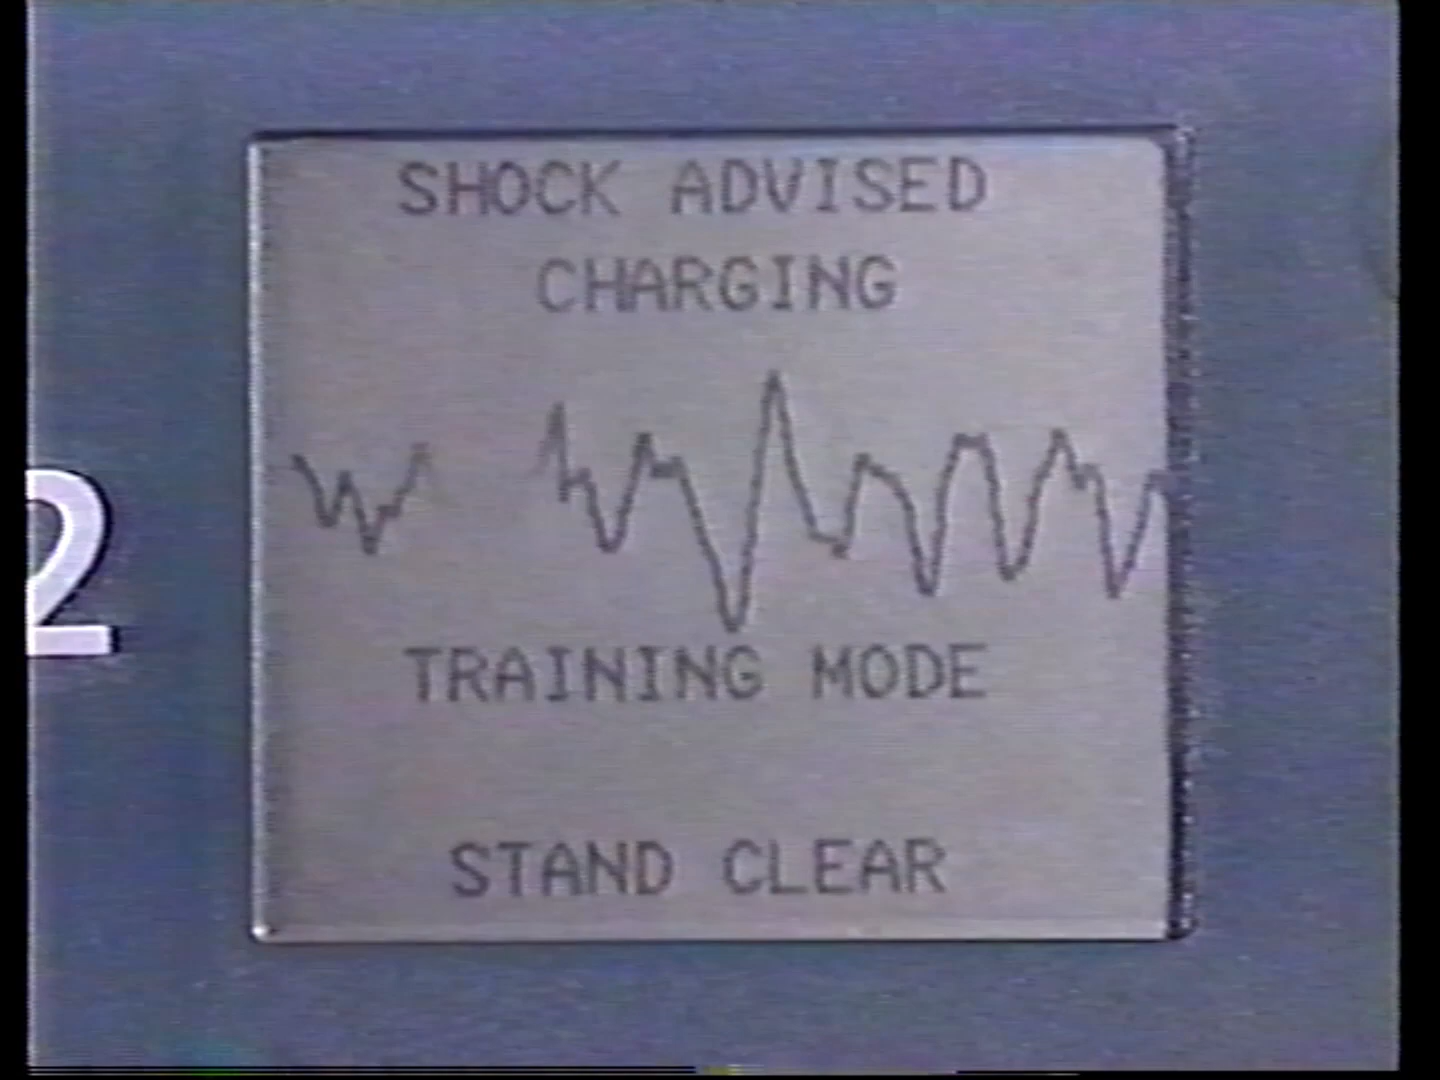 SHOCK ADVISED
CHARGING
2
TRAINING MODE
STAND CLEAR